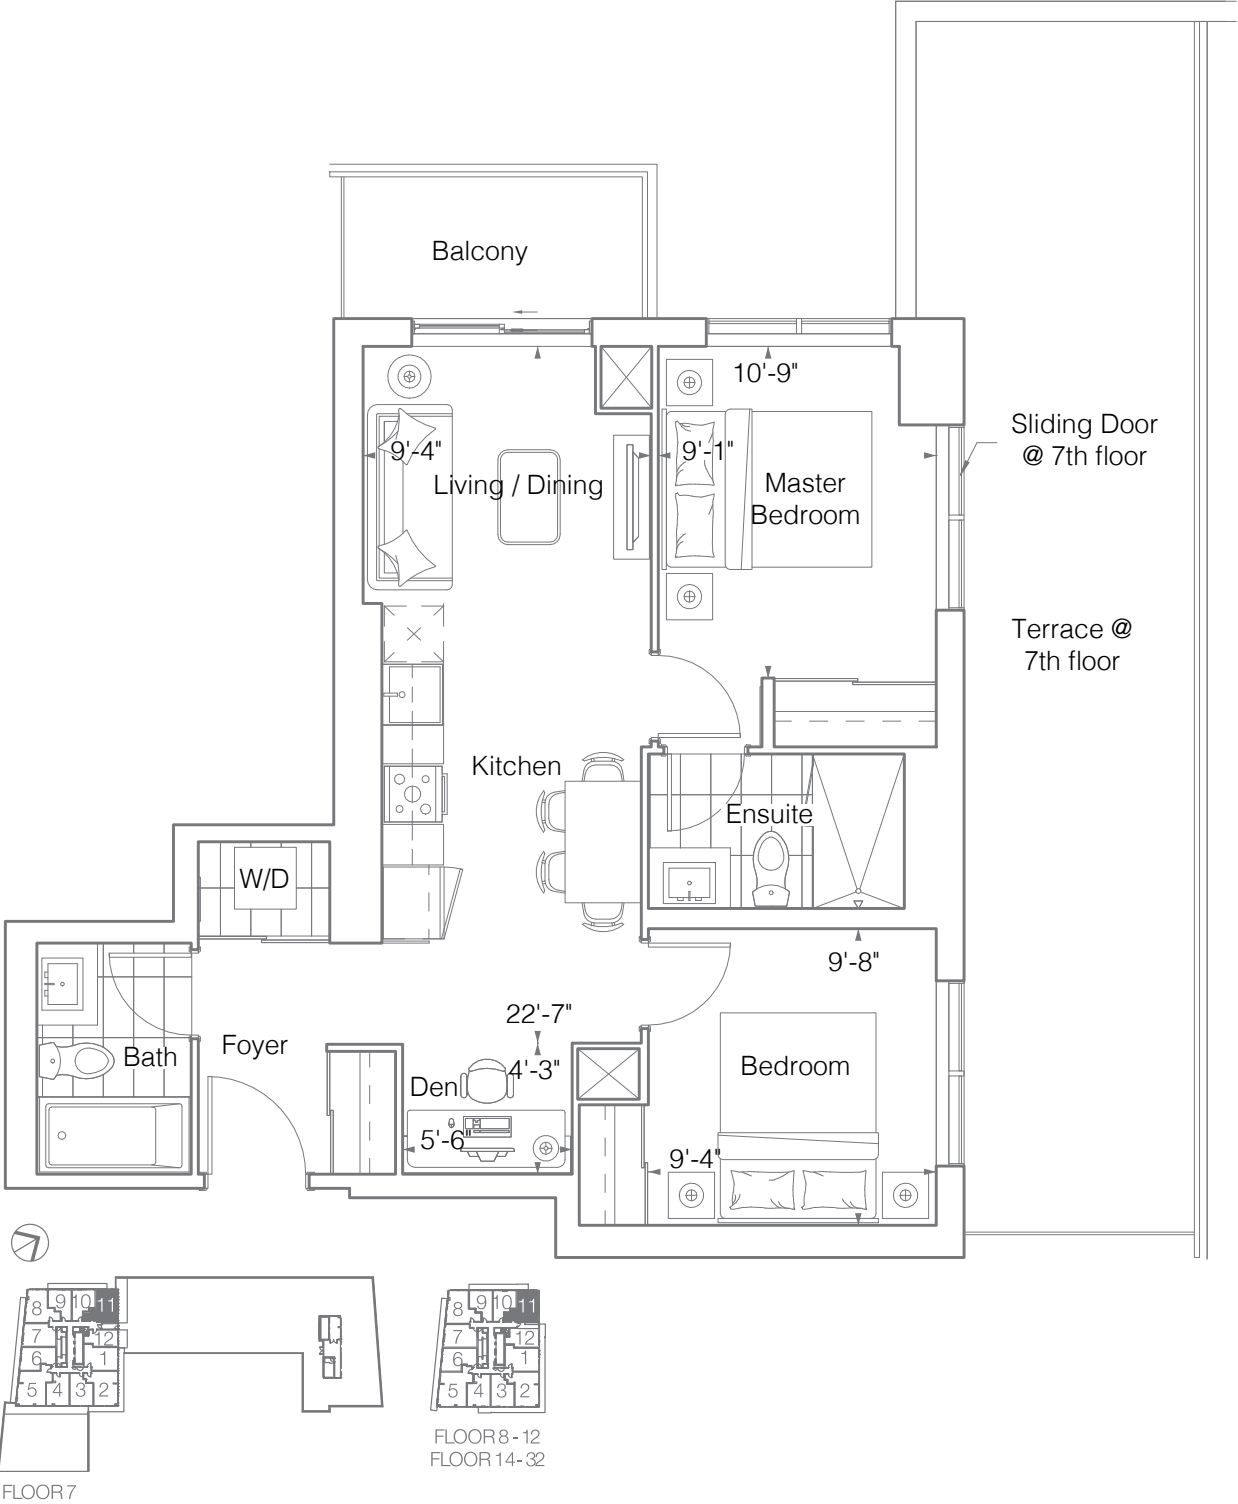 Balcony
10'-9"
Sliding Door
@ 7th floor
9'-4"
9'-1"
Living / Dining
Master
Bedroom
Terrace @
7th floor
Kitchen
Ensuite
W/D
9'-8"
22'-7"
Foyer
Bath
4'-3"
Den
Bedroom
5'-6"
9'-4"
8 9 10 11
7 12
6 1
5 4 3 2
FLOOR 7
8 9 10 11
7 12
6 1
5 4 3 2
FLOOR 8 - 12
FLOOR 14 - 32